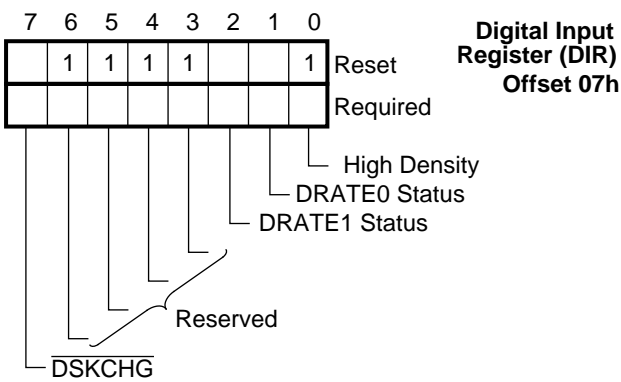 7 6 5 4 3 2 1 0
Digital Input
Register (DIR)
Offset 07h
1 1 1 1 1 Reset
Required
High Density
DRATE0 Status
DRATE1 Status
Reserved
DSKCHG